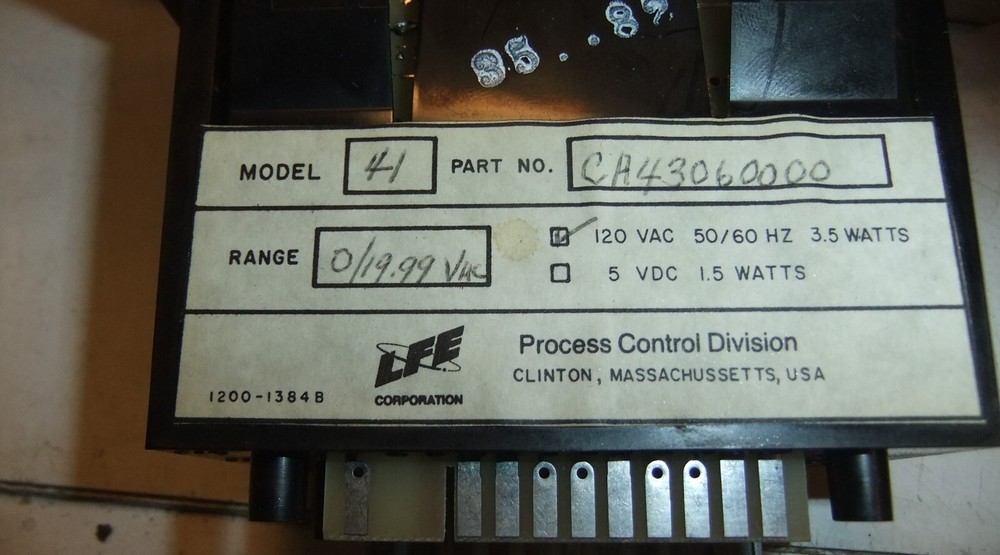 MODEL 41 PART NO. CA43060000
RANGE 0/19.99 VAC 120 VAC 50/60 HZ 3.5 WATTS
5 VDC 1.5 WATTS
LFE Process Control Division
CLINTON, MASSACHUSSETTS, USA
1200-1384B CORPORATION